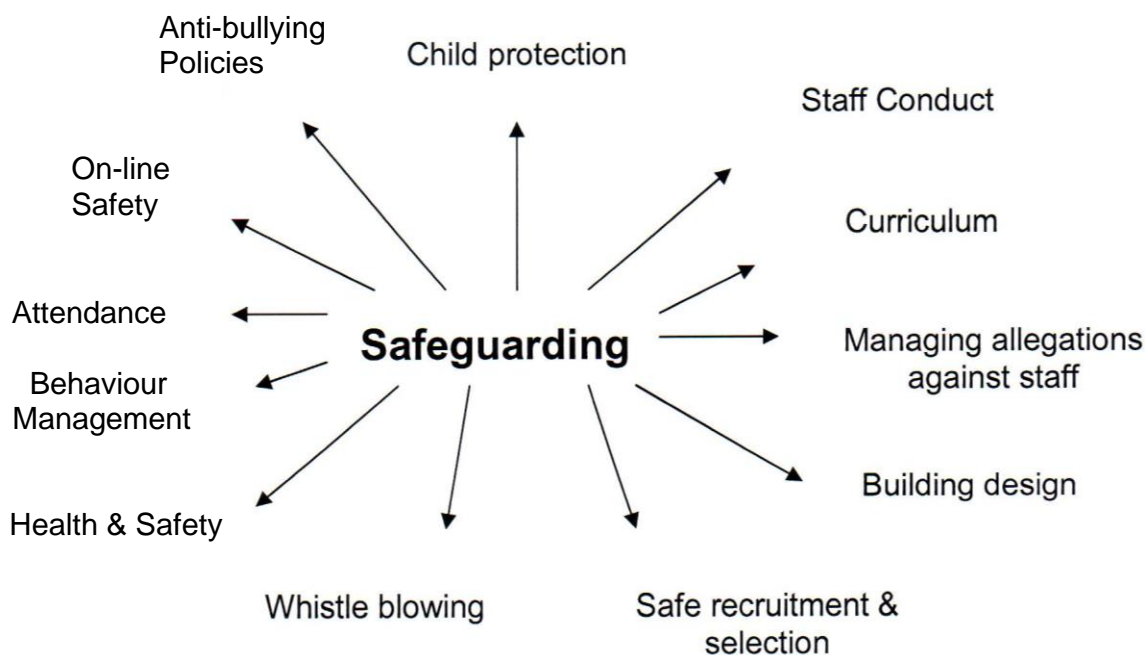 Anti-bullying
Policies
Child protection
Staff Conduct
On-line
Safety
Curriculum
Attendance
Safeguarding
Managing allegations
against staff
Behaviour
Management
Building design
Health & Safety
Whistle blowing
Safe recruitment &
selection